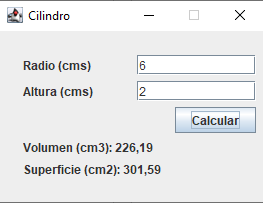 Cilindro
Radio (cms) 6
Altura (cms) 2
Calcular
Volumen (cm3): 226,19
Superficie (cm2): 301,59